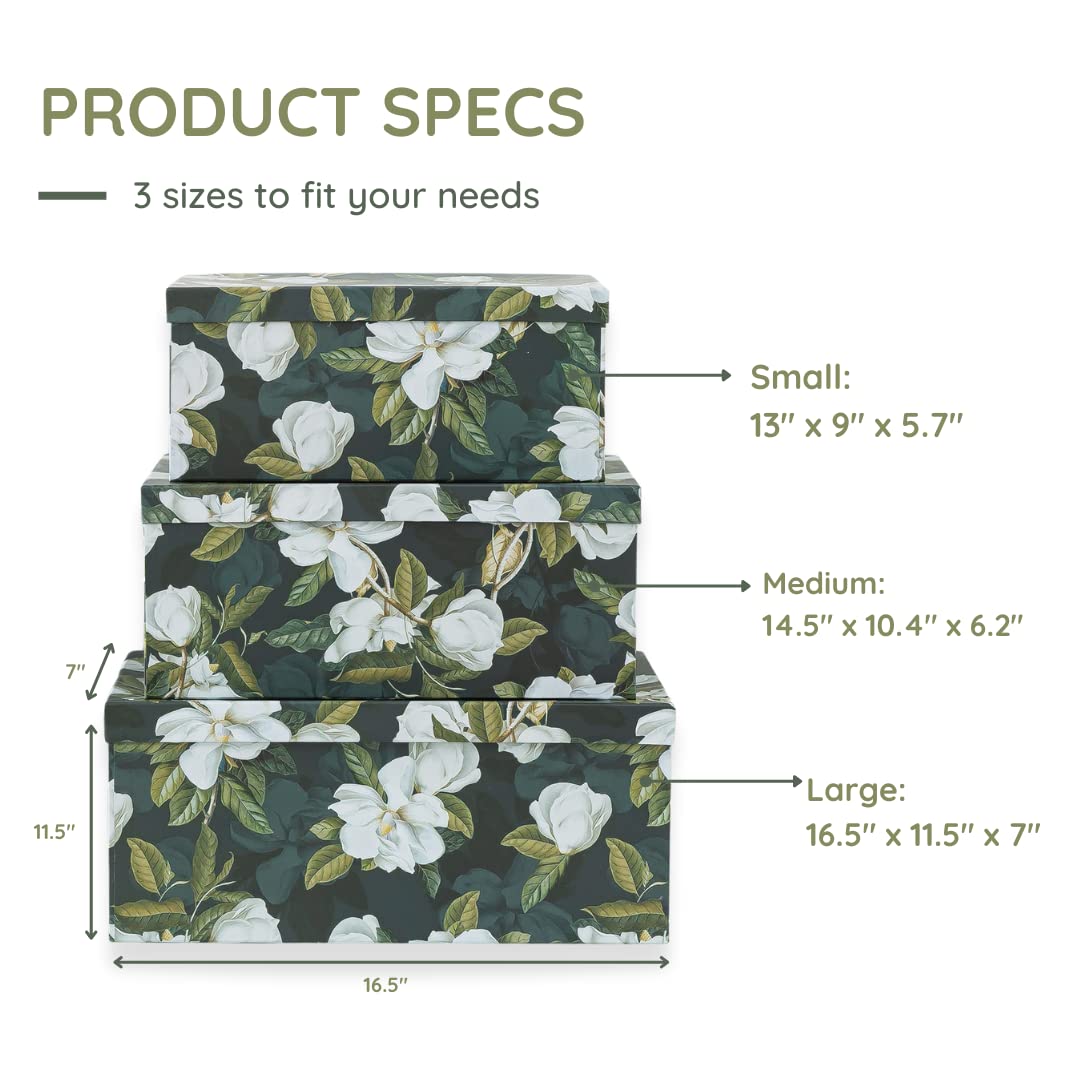 PRODUCT SPECS
3 sizes to fit your needs
Small:
13" x 9" x 5.7"
Medium:
14.5" x 10.4" x 6.2"
7"
Large:
16.5" x 11.5" x 7"
11.5"
16.5"